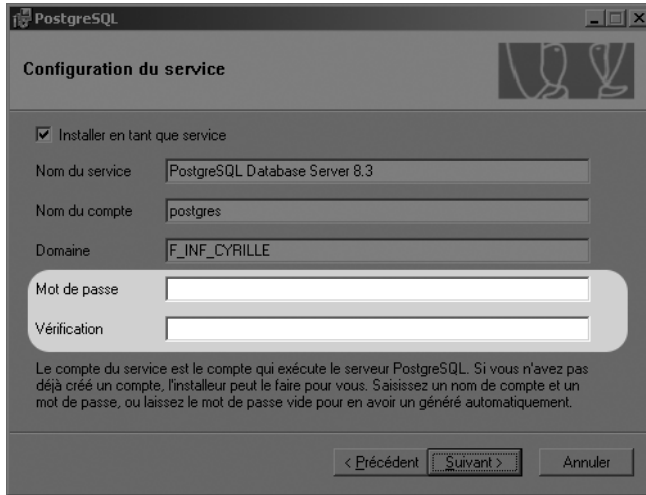 PostgreSQL
Configuration du service
Installer en tant que service
Nom du service PostgreSQL Database Server 8.3
Nom du compte postgres
Domaine F_INF_CYRILLE
Mot de passe
Vérification
Le compte du service est le compte qui exécute le serveur PostgreSQL. Si vous n'avez pas
déjà créé un compte, l'installeur peut le faire pour vous. Saisissez un nom de compte et un
mot de passe, ou laissez le mot de passe vide pour en avoir un généré automatiquement.
< Précédent Suivant > Annuler